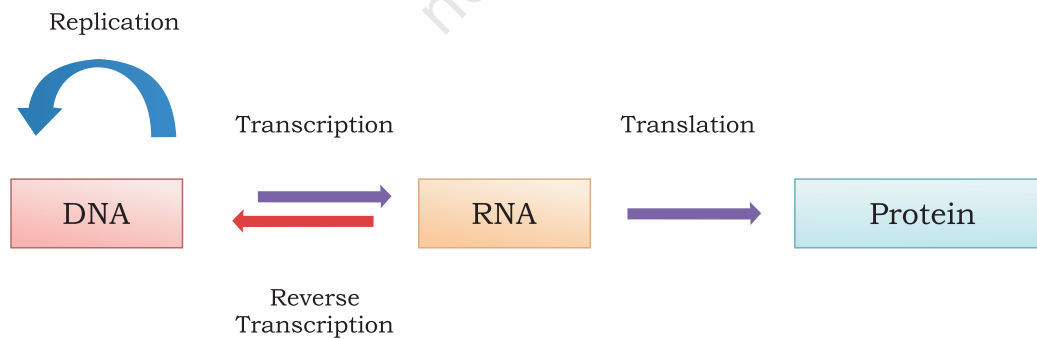 Replication
Transcription
Translation
DNA
RNA
Protein
Reverse
Transcription